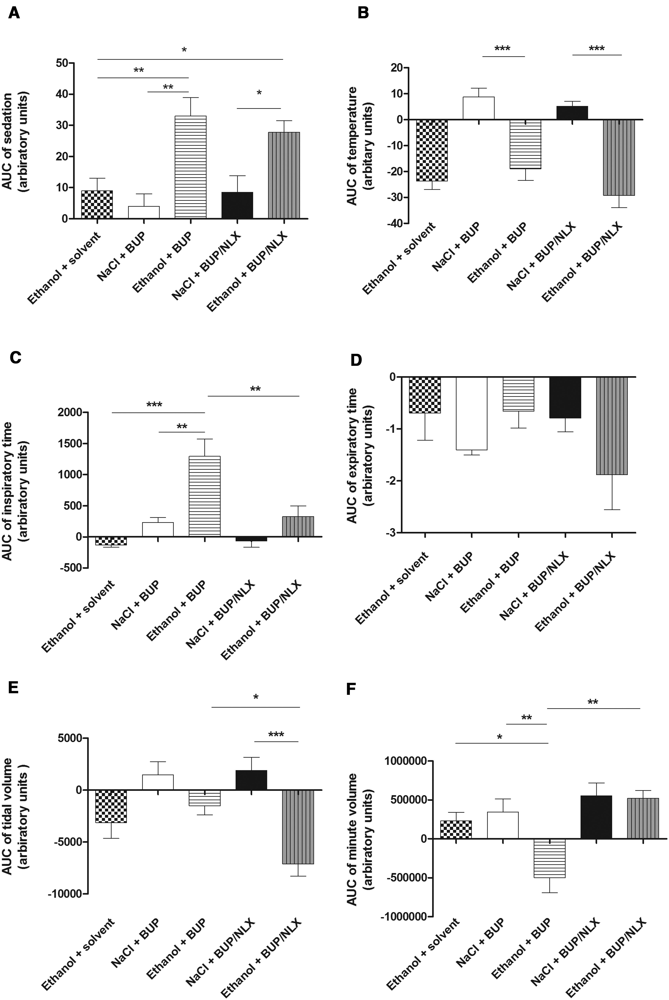 A
*
**
**
*
AUC of sedation
(arbiratory units)
50
40
30
20
10
0
Ethanol + solvent
NaCl + BUP
Ethanol + BUP
NaCl + BUP/NLX
Ethanol + BUP/NLX
B
***
***
AUC of temperature
(arbitary units)
20
10
0
-10
-20
-30
-40
Ethanol + solvent
NaCl + BUP
Ethanol + BUP
NaCl + BUP/NLX
Ethanol + BUP/NLX
C
**
***
**
AUC of inspiratory time
(arbiratory units)
2000
1500
1000
500
0
-500
Ethanol + solvent
NaCl + BUP
Ethanol + BUP
NaCl + BUP/NLX
Ethanol + BUP/NLX
D
AUC of expiratory time
(arbiratory units)
0
-1
-2
-3
Ethanol + solvent
NaCl + BUP
Ethanol + BUP
NaCl + BUP/NLX
Ethanol + BUP/NLX
E
*
***
AUC of tidal volume
(arbiratory units )
5000
0
-5000
-10000
Ethanol + solvent
NaCl + BUP
Ethanol + BUP
NaCl + BUP/NLX
Ethanol + BUP/NLX
F
**
**
*
AUC of minute volume
(arbiratory units)
1000000
500000
0
-500000
-1000000
Ethanol + solvent
NaCl + BUP
Ethanol + BUP
NaCl + BUP/NLX
Ethanol + BUP/NLX